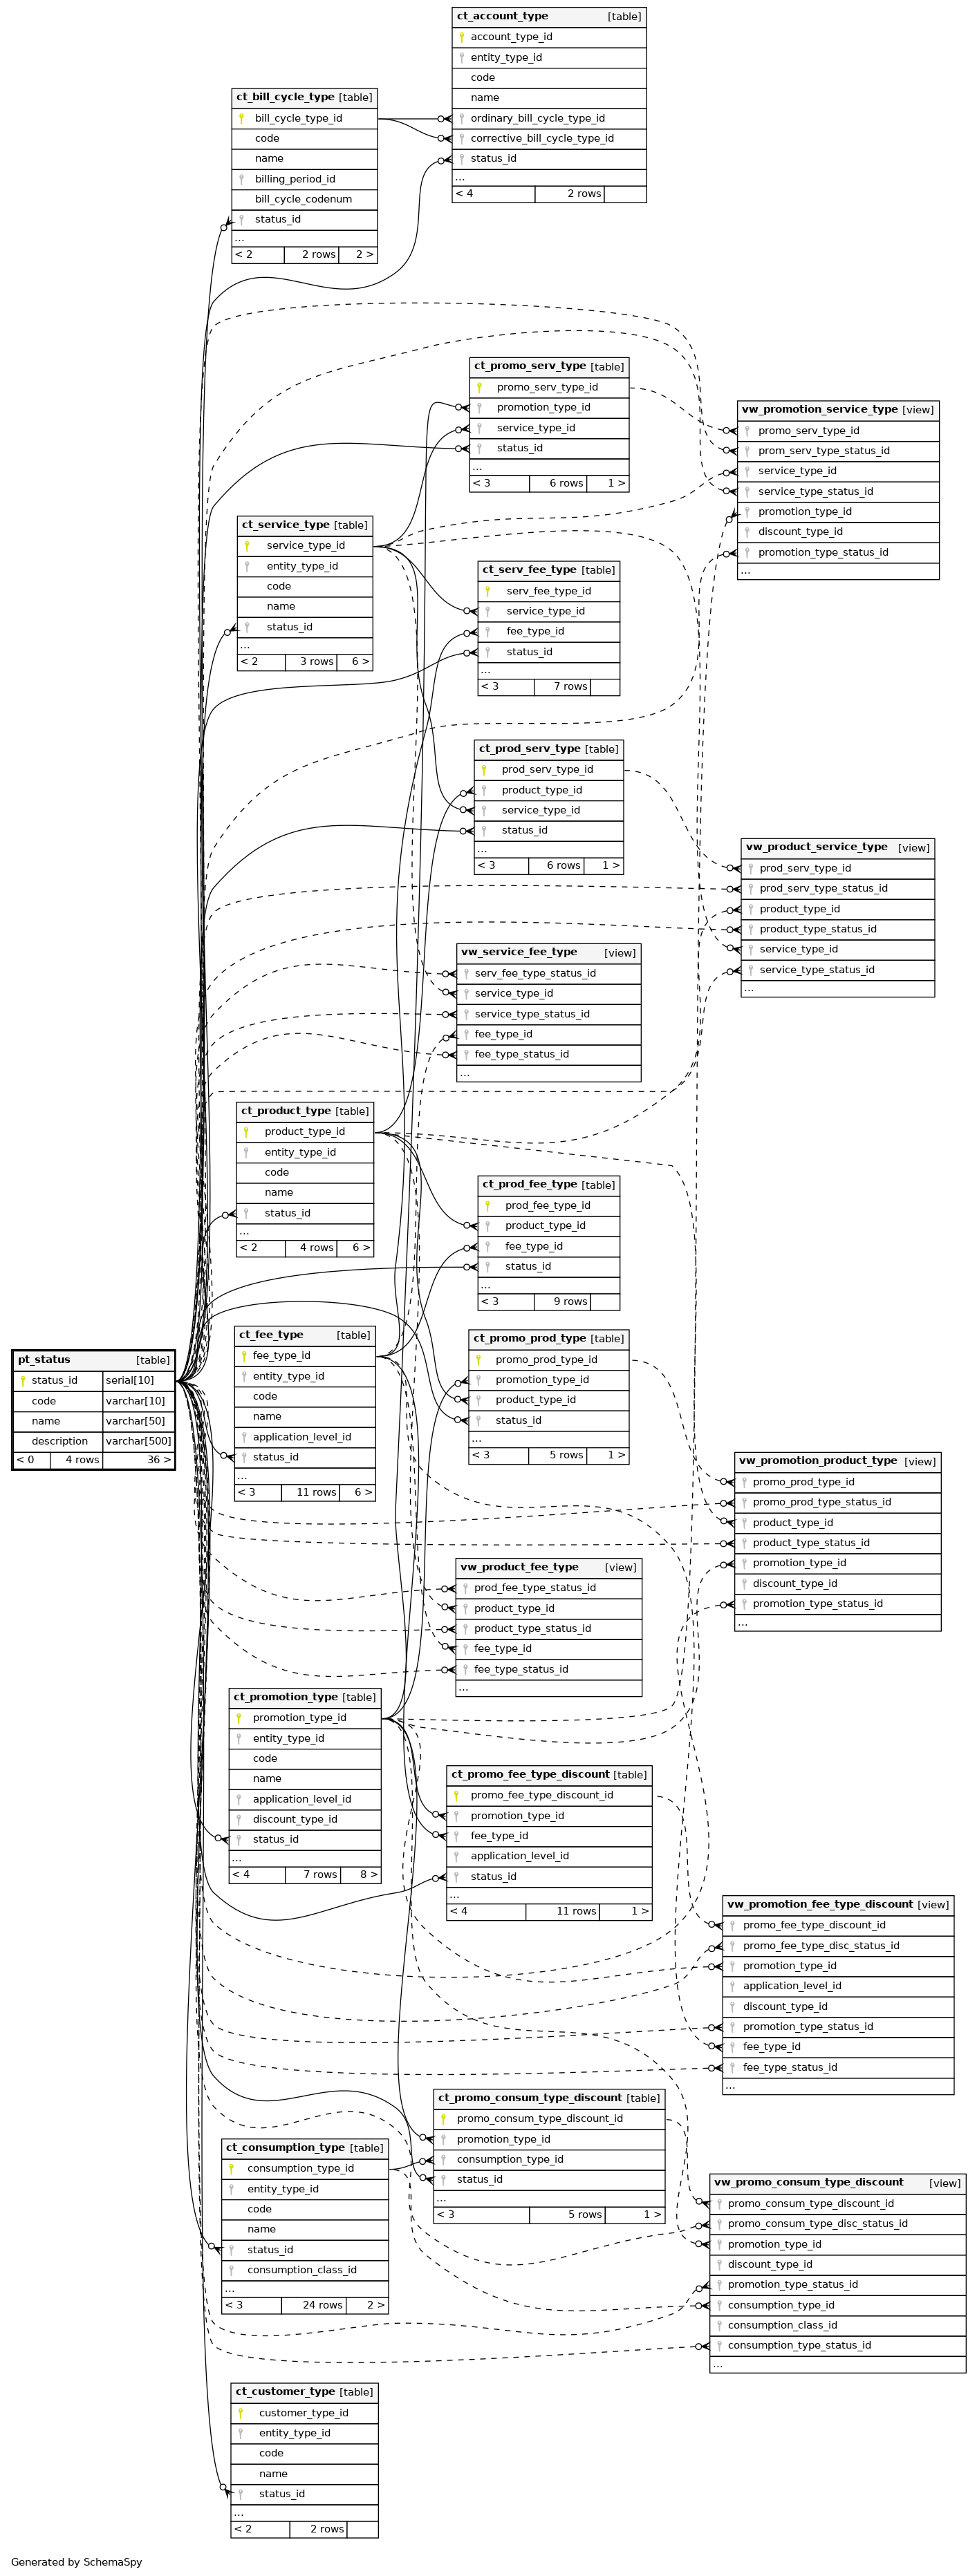 ct_account_type [table]
account_type_id
entity_type_id
code
name
ordinary_bill_cycle_type_id
corrective_bill_cycle_type_id
status_id
...
< 4 2 rows
ct_bill_cycle_type [table]
bill_cycle_type_id
code
name
billing_period_id
bill_cycle_codenum
status_id
...
< 2 2 rows 2 >
ct_promo_serv_type [table]
promo_serv_type_id
promotion_type_id
service_type_id
status_id
...
< 3 6 rows 1 >
vw_promotion_service_type [view]
promo_serv_type_id
prom_serv_type_status_id
service_type_id
service_type_status_id
promotion_type_id
discount_type_id
promotion_type_status_id
...
ct_service_type [table]
service_type_id
entity_type_id
code
name
status_id
...
< 2 3 rows 6 >
ct_serv_fee_type [table]
serv_fee_type_id
service_type_id
fee_type_id
status_id
...
< 3 7 rows
ct_prod_serv_type [table]
prod_serv_type_id
product_type_id
service_type_id
status_id
...
< 3 6 rows 1 >
vw_product_service_type [view]
prod_serv_type_id
prod_serv_type_status_id
product_type_id
product_type_status_id
service_type_id
service_type_status_id
...
vw_service_fee_type [view]
serv_fee_type_status_id
service_type_id
service_type_status_id
fee_type_id
fee_type_status_id
...
ct_product_type [table]
product_type_id
entity_type_id
code
name
status_id
...
< 2 4 rows 6 >
ct_prod_fee_type [table]
prod_fee_type_id
product_type_id
fee_type_id
status_id
...
< 3 9 rows
pt_status [table]
status_id serial[10]
code varchar[10]
name varchar[50]
description varchar[500]
< 0 4 rows 36 >
ct_fee_type [table]
fee_type_id
entity_type_id
code
name
application_level_id
status_id
...
< 3 11 rows 6 >
ct_promo_prod_type [table]
promo_prod_type_id
promotion_type_id
product_type_id
status_id
...
< 3 5 rows 1 >
vw_promotion_product_type [view]
promo_prod_type_id
promo_prod_type_status_id
product_type_id
product_type_status_id
promotion_type_id
discount_type_id
promotion_type_status_id
...
vw_product_fee_type [view]
prod_fee_type_status_id
product_type_id
product_type_status_id
fee_type_id
fee_type_status_id
...
ct_promotion_type [table]
promotion_type_id
entity_type_id
code
name
application_level_id
discount_type_id
status_id
...
< 4 7 rows 8 >
ct_promo_fee_type_discount [table]
promo_fee_type_discount_id
promotion_type_id
fee_type_id
application_level_id
status_id
...
< 4 11 rows 1 >
vw_promotion_fee_type_discount [view]
promo_fee_type_discount_id
promo_fee_type_disc_status_id
promotion_type_id
application_level_id
discount_type_id
promotion_type_status_id
fee_type_id
fee_type_status_id
...
ct_promo_consum_type_discount [table]
promo_consum_type_discount_id
promotion_type_id
consumption_type_id
status_id
...
< 3 5 rows 1 >
ct_consumption_type [table]
consumption_type_id
entity_type_id
code
name
status_id
consumption_class_id
...
< 3 24 rows 2 >
vw_promo_consum_type_discount [view]
promo_consum_type_discount_id
promo_consum_type_disc_status_id
promotion_type_id
discount_type_id
promotion_type_status_id
consumption_type_id
consumption_class_id
consumption_type_status_id
...
ct_customer_type [table]
customer_type_id
entity_type_id
code
name
status_id
...
< 2 2 rows
Generated by SchemaSpy